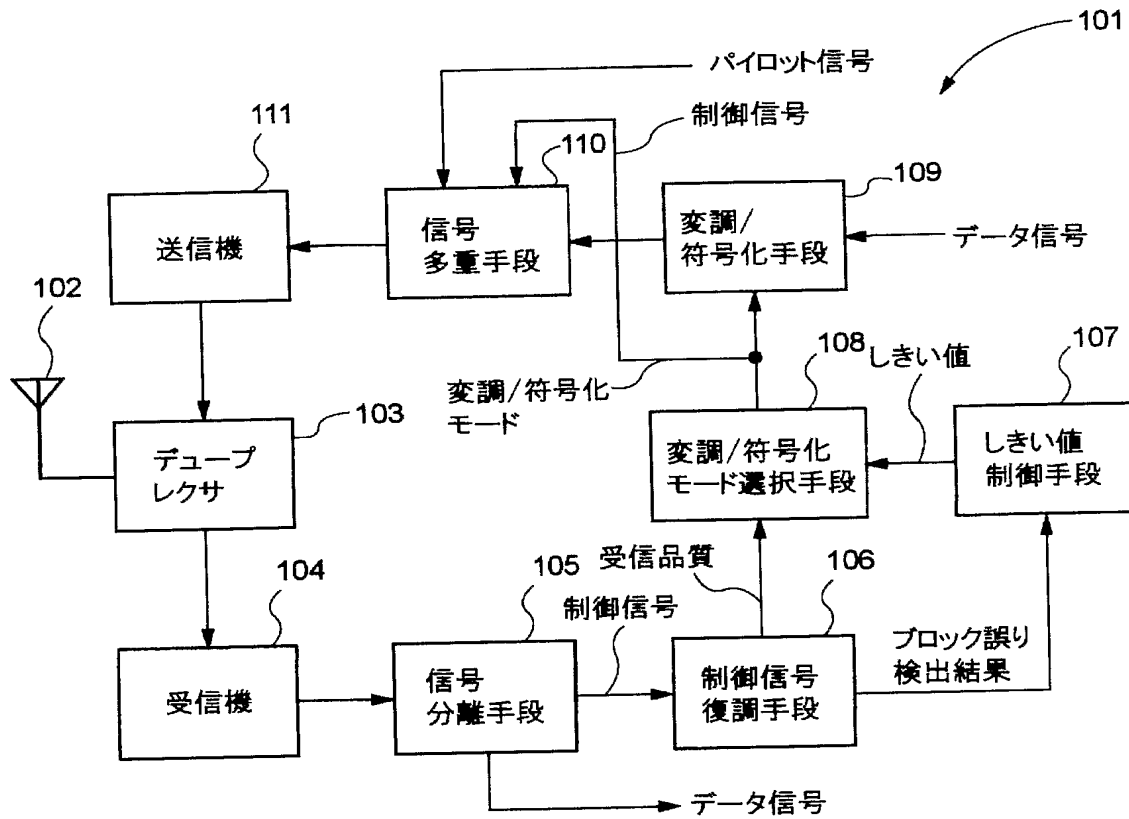 101
パイロット信号
制御信号
111
110
109
送信機
信号
多重手段
変調/
符号化手段
データ信号
102
108
しきい値
107
変調/符号化
モード
103
デュープ
レクサ
変調/符号化
モード選択手段
しきい値
制御手段
受信品質
104
105
制御信号
106
ブロック誤り
検出結果
受信機
信号
分離手段
制御信号
復調手段
データ信号